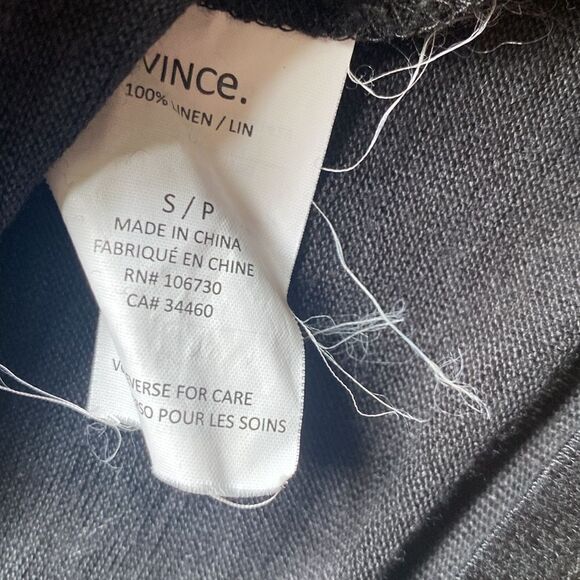 VINCE.
100% LINEN / LIN
S / P
MADE IN CHINA
FABRIQUÉ EN CHINE
RN# 106730
CA# 34460
REVERSE FOR CARE
POUR LES SOINS